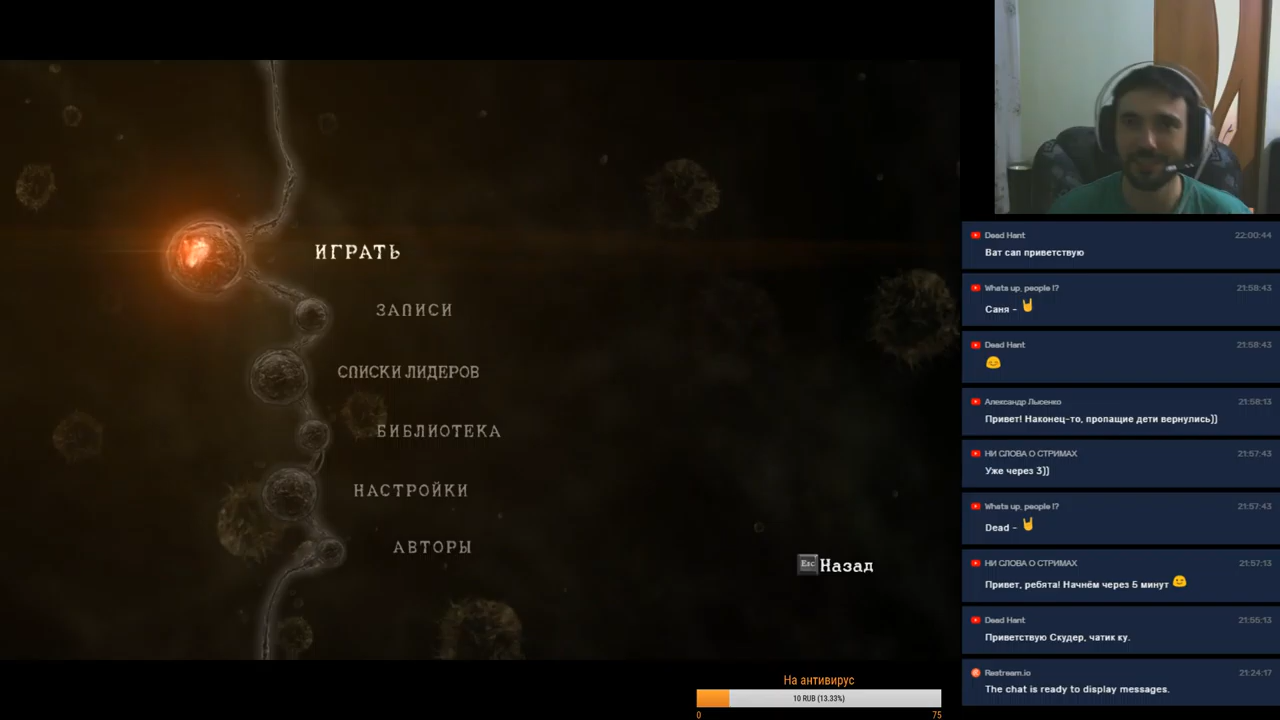 ИГРАТЬ
ЗАПИСИ
СПИСКИ ЛИДЕРОВ
БИБЛИОТЕКА
НАСТРОЙКИ
АВТОРЫ
Esc Назад
На антивирус
10 RUB (13.33%)
0 75
Dead Hant 22:00:44
Ват сап приветствую
Whats up, people !? 21:58:43
Саня - 🤘
Dead Hant 21:58:43
😊
Александр Лысенко 21:58:13
Привет! Наконец-то, пропащие дети вернулись))
НИ СЛОВА О СТРИМАХ 21:57:43
Уже через 3))
Whats up, people !? 21:57:43
Dead - 🤘
НИ СЛОВА О СТРИМАХ 21:57:13
Привет, ребята! Начнём через 5 минут 🙂
Dead Hant 21:55:13
Приветствую Скудер, чатик ку.
Restream.io 21:24:17
The chat is ready to display messages.